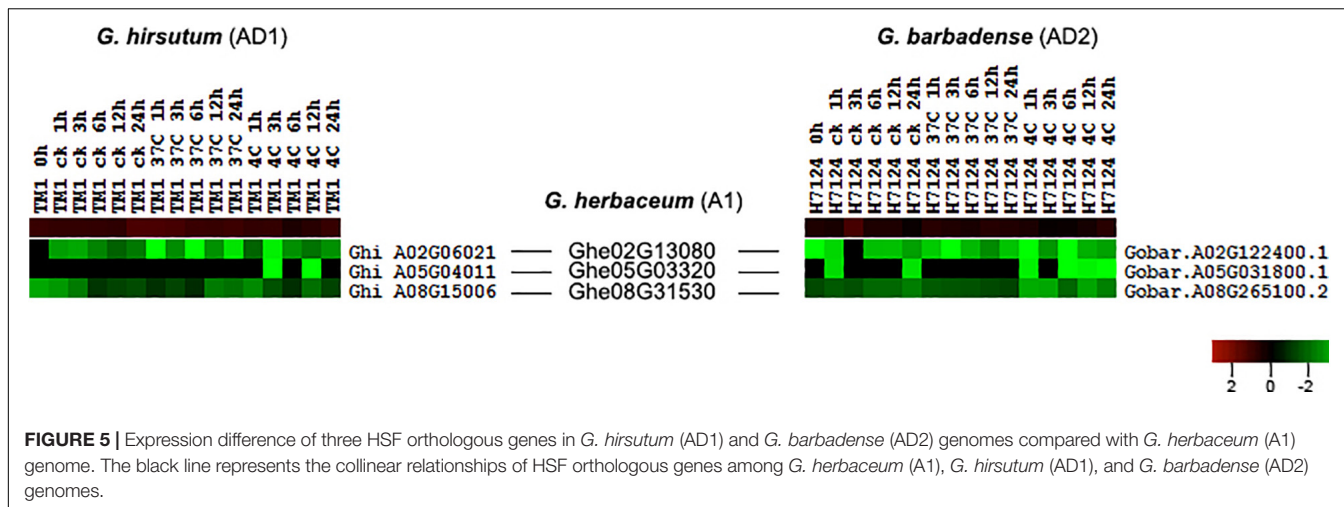 G. hirsutum (AD1)
G. barbadense (AD2)
TM1 0h
TM1 ck 1h
TM1 ck 3h
TM1 ck 6h
TM1 ck 12h
TM1 ck 24h
TM1 37C 1h
TM1 37C 3h
TM1 37C 6h
TM1 37C 12h
TM1 37C 24h
TM1 4C 1h
TM1 4C 3h
TM1 4C 6h
TM1 4C 12h
TM1 4C 24h
H7124 0h
H7124 ck 1h
H7124 ck 3h
H7124 ck 6h
H7124 ck 12h
H7124 ck 24h
H7124 37C 1h
H7124 37C 3h
H7124 37C 6h
H7124 37C 12h
H7124 37C 24h
H7124 4C 1h
H7124 4C 3h
H7124 4C 6h
H7124 4C 12h
H7124 4C 24h
G. herbaceum (A1)
Ghi A02G06021 Ghe02G13080 Gobar.A02G122400.1
Ghi A05G04011 Ghe05G03320 Gobar.A05G031800.1
Ghi A08G15006 Ghe08G31530 Gobar.A08G265100.2
2 0 -2
FIGURE 5 | Expression difference of three HSF orthologous genes in G. hirsutum (AD1) and G. barbadense (AD2) genomes compared with G. herbaceum (A1)
genome. The black line represents the collinear relationships of HSF orthologous genes among G. herbaceum (A1), G. hirsutum (AD1), and G. barbadense (AD2)
genomes.